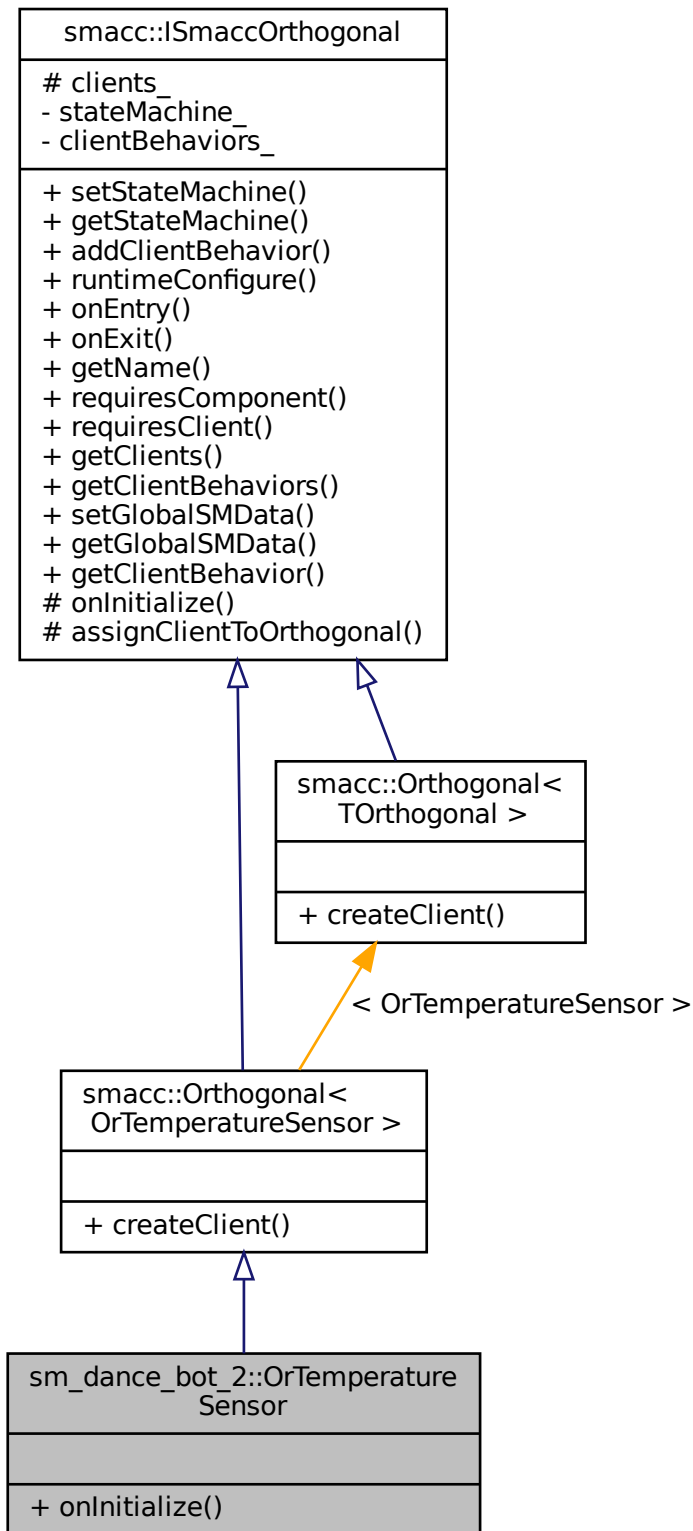 smacc::ISmaccOrthogonal
# clients_
- stateMachine_
- clientBehaviors_
+ setStateMachine()
+ getStateMachine()
+ addClientBehavior()
+ runtimeConfigure()
+ onEntry()
+ onExit()
+ getName()
+ requiresComponent()
+ requiresClient()
+ getClients()
+ getClientBehaviors()
+ setGlobalSMData()
+ getGlobalSMData()
+ getClientBehavior()
# onInitialize()
# assignClientToOrthogonal()
smacc::Orthogonal<
TOrthogonal >
+ createClient()
< OrTemperatureSensor >
smacc::Orthogonal<
OrTemperatureSensor >
+ createClient()
sm_dance_bot_2::OrTemperature
Sensor
+ onInitialize()